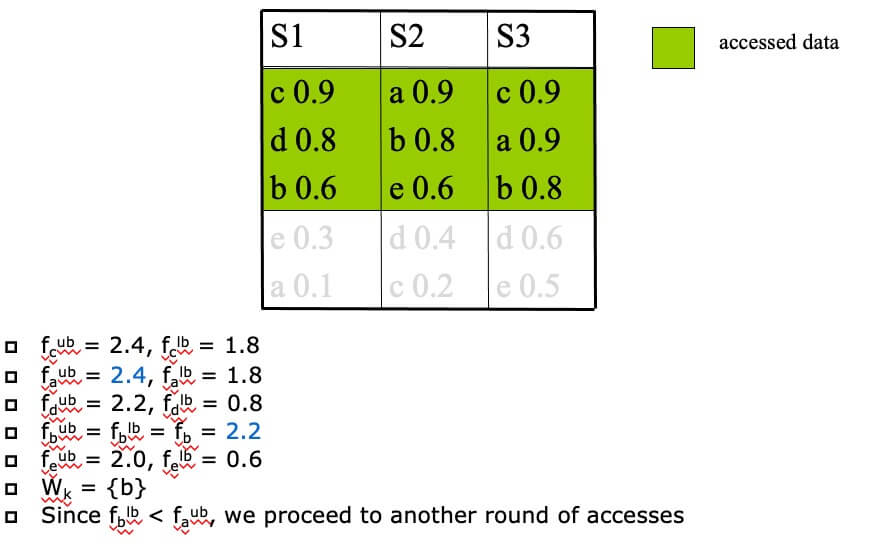 S1 S2 S3
accessed data
c 0.9 a 0.9 c 0.9
d 0.8 b 0.8 a 0.9
b 0.6 e 0.6 b 0.8
e 0.3 d 0.4 d 0.6
a 0.1 c 0.2 e 0.5
f_c^ub = 2.4, f_c^lb = 1.8
f_a^ub = 2.4, f_a^lb = 1.8
f_d^ub = 2.2, f_d^lb = 0.8
f_b^ub = f_b^lb = f_b = 2.2
f_e^ub = 2.0, f_e^lb = 0.6
W_k = {b}
Since f_b^lb < f_a^ub, we proceed to another round of accesses